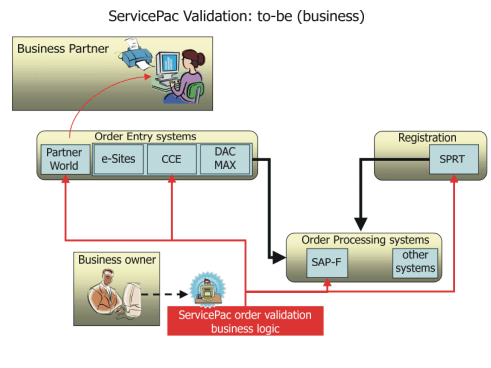 ServicePac Validation: to-be (business)
Business Partner
Order Entry systems
Registration
Partner
World
e-Sites
CCE
DAC
MAX
SPRT
Order Processing systems
SAP-F
other
systems
Business owner
ServicePac order validation
business logic